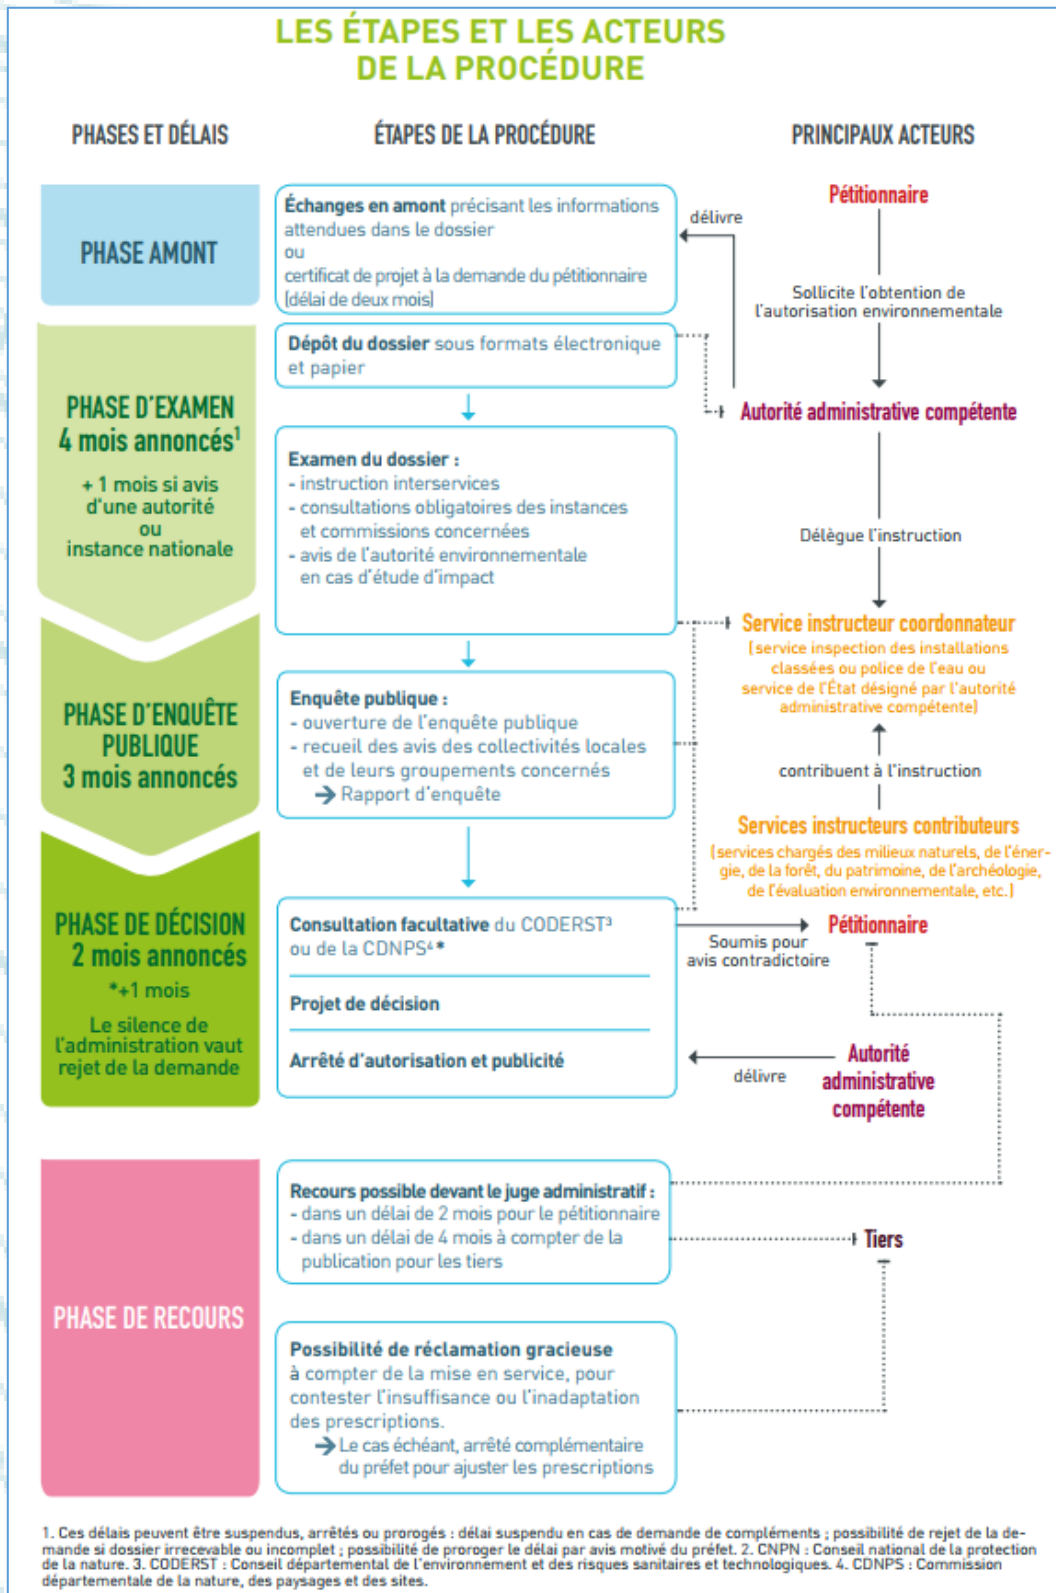 LES ÉTAPES ET LES ACTEURS
DE LA PROCÉDURE
PHASES ET DÉLAIS
ÉTAPES DE LA PROCÉDURE
PRINCIPAUX ACTEURS
PHASE AMONT
Échanges en amont précisant les informations
attendues dans le dossier
ou
certificat de projet à la demande du pétitionnaire
(délai de deux mois)
délivre
Pétitionnaire
Sollicite l'obtention de
l'autorisation environnementale
PHASE D'EXAMEN
4 mois annoncés¹
+ 1 mois si avis
d'une autorité
ou
instance nationale
Dépôt du dossier sous formats électronique
et papier
Autorité administrative compétente
Examen du dossier :
- instruction interservices
- consultations obligatoires des instances
et commissions concernées
- avis de l'autorité environnementale
en cas d'étude d'impact
Délègue l'instruction
Service instructeur coordonnateur
(service inspection des installations
classées ou police de l'eau ou
service de l'État désigné par l'autorité
administrative compétente)
PHASE D'ENQUÊTE
PUBLIQUE
3 mois annoncés
Enquête publique :
- ouverture de l'enquête publique
- recueil des avis des collectivités locales
et de leurs groupements concernés
➔ Rapport d'enquête
contribuent à l'instruction
Services instructeurs contributeurs
(services chargés des milieux naturels, de l'éner-
gie, de la forêt, du patrimoine, de l'archéologie,
de l'évaluation environnementale, etc.)
PHASE DE DÉCISION
2 mois annoncés
*+1 mois
Le silence de
l'administration vaut
rejet de la demande
Consultation facultative du CODERST³
ou de la CDNPS⁴*
Projet de décision
Arrêté d'autorisation et publicité
Soumis pour
avis contradictoire
Pétitionnaire
délivre
Autorité
administrative
compétente
PHASE DE RECOURS
Recours possible devant le juge administratif :
- dans un délai de 2 mois pour le pétitionnaire
- dans un délai de 4 mois à compter de la
publication pour les tiers
Tiers
Possibilité de réclamation gracieuse
à compter de la mise en service, pour
contester l'insuffisance ou l'inadaptation
des prescriptions.
➔ Le cas échéant, arrêté complémentaire
du préfet pour ajuster les prescriptions
1. Ces délais peuvent être suspendus, arrêtés ou prorogés : délai suspendu en cas de demande de compléments ; possibilité de rejet de la de-
mande si dossier irrecevable ou incomplet ; possibilité de proroger le délai par avis motivé du préfet. 2. CNPN : Conseil national de la protection
de la nature. 3. CODERST : Conseil départemental de l'environnement et des risques sanitaires et technologiques. 4. CDNPS : Commission
départementale de la nature, des paysages et des sites.